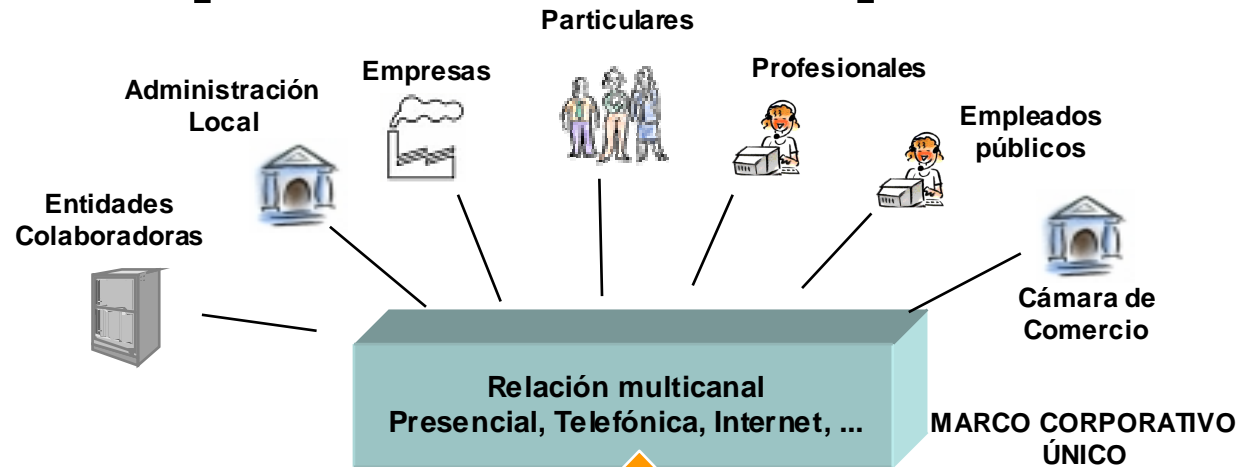 Particulares
Empresas
Profesionales
Administración
Local
Empleados
públicos
Entidades
Colaboradoras
Cámara de
Comercio
Relación multicanal
Presencial, Telefónica, Internet, ...
MARCO CORPORATIVO
ÚNICO